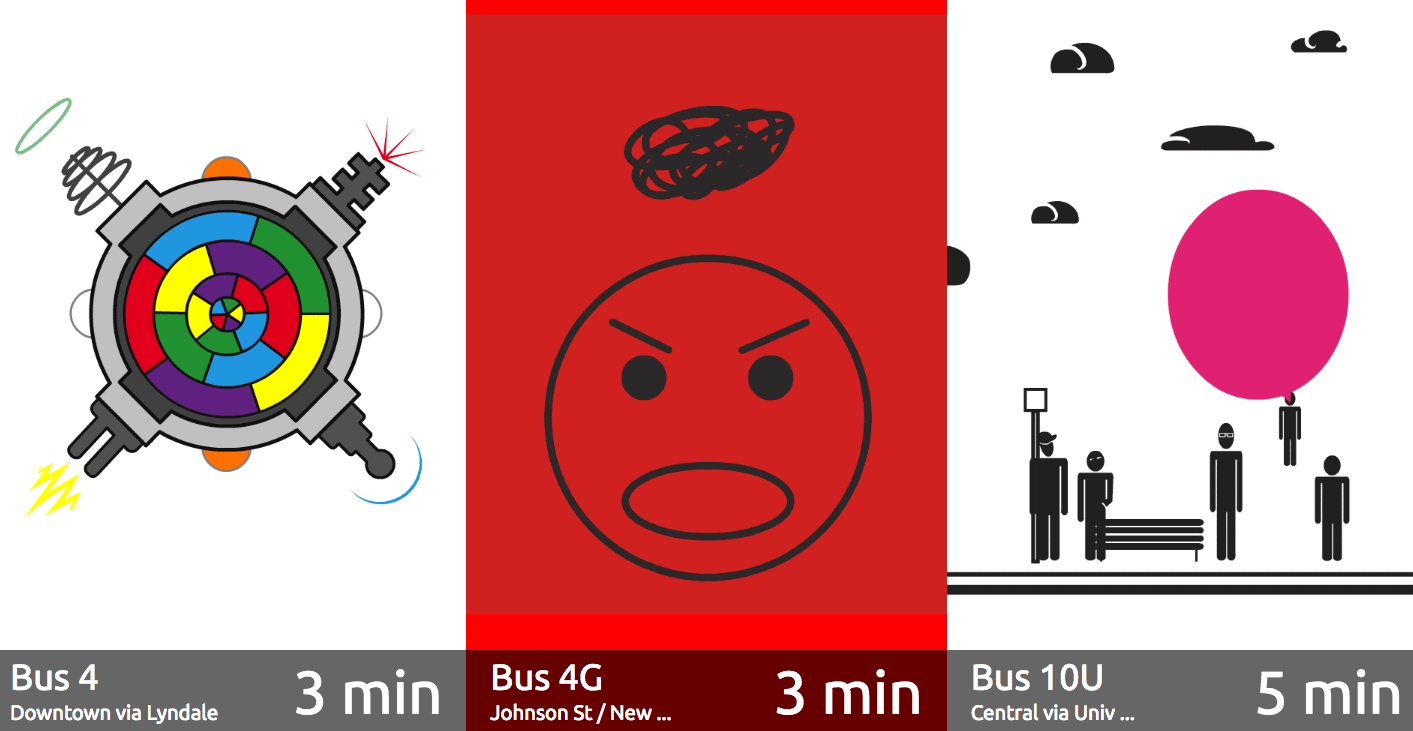 Bus 4
Downtown via Lyndale
3 min
Bus 4G
Johnson St / New ...
3 min
Bus 10U
Central via Univ ...
5 min